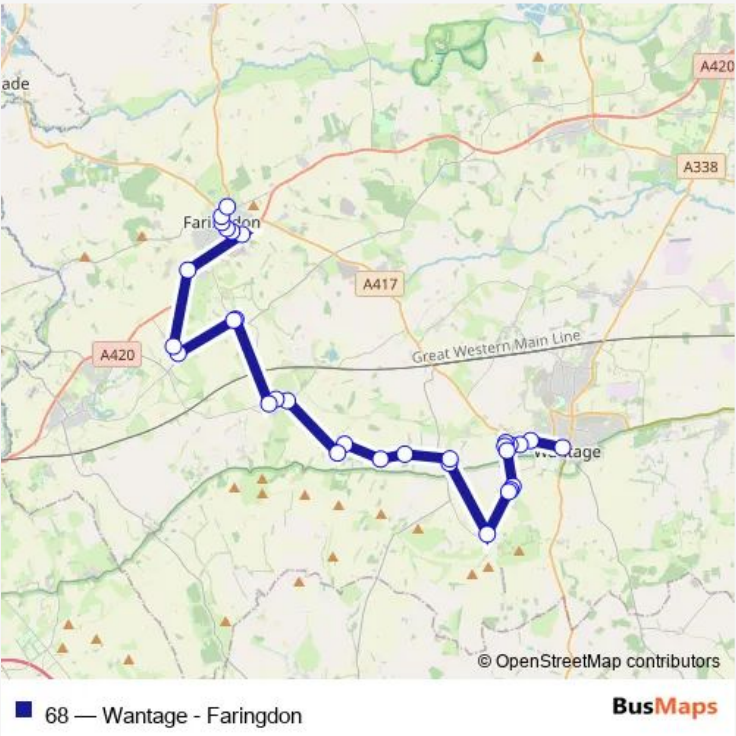 A420
ade
A338
Faringdon
A417
Great Western Main Line
A420
Wantage
© OpenStreetMap contributors
68 — Wantage - Faringdon
BusMaps